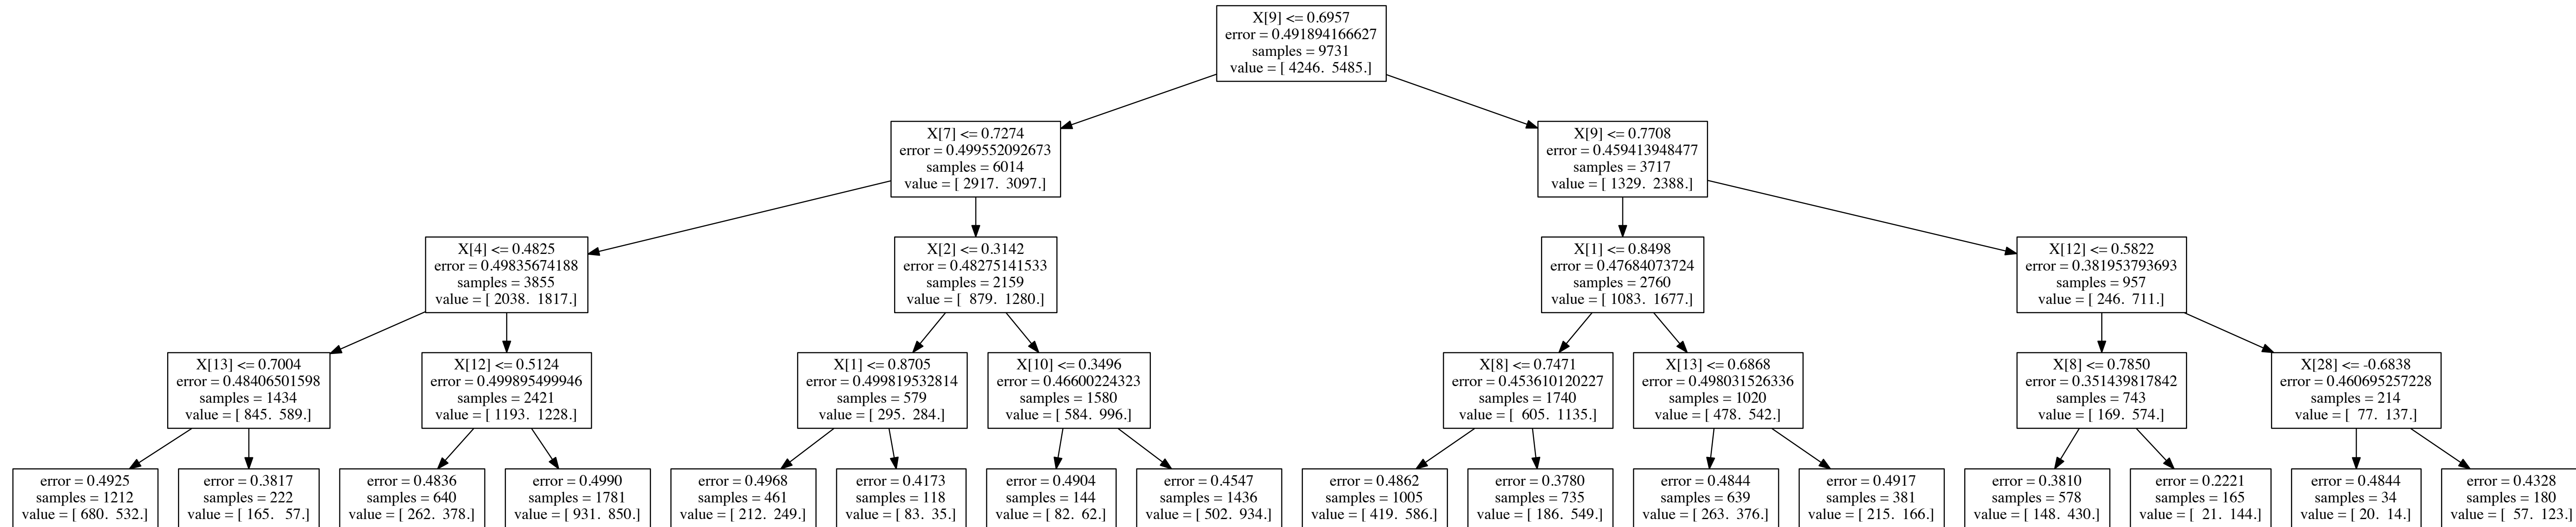 X[9] <= 0.6957
error = 0.491894166627
samples = 9731
value = [ 4246. 5485.]
X[7] <= 0.7274
error = 0.499552092673
samples = 6014
value = [ 2917. 3097.]
X[9] <= 0.7708
error = 0.459413948477
samples = 3717
value = [ 1329. 2388.]
X[4] <= 0.4825
error = 0.49835674188
samples = 3855
value = [ 2038. 1817.]
X[2] <= 0.3142
error = 0.48275141533
samples = 2159
value = [ 879. 1280.]
X[1] <= 0.8498
error = 0.47684073724
samples = 2760
value = [ 1083. 1677.]
X[12] <= 0.5822
error = 0.381953793693
samples = 957
value = [ 246. 711.]
X[13] <= 0.7004
error = 0.48406501598
samples = 1434
value = [ 845. 589.]
X[12] <= 0.5124
error = 0.499895499946
samples = 2421
value = [ 1193. 1228.]
X[1] <= 0.8705
error = 0.499819532814
samples = 579
value = [ 295. 284.]
X[10] <= 0.3496
error = 0.46600224323
samples = 1580
value = [ 584. 996.]
X[8] <= 0.7471
error = 0.453610120227
samples = 1740
value = [ 605. 1135.]
X[13] <= 0.6868
error = 0.498031526336
samples = 1020
value = [ 478. 542.]
X[8] <= 0.7850
error = 0.351439817842
samples = 743
value = [ 169. 574.]
X[28] <= -0.6838
error = 0.460695257228
samples = 214
value = [ 77. 137.]
error = 0.4925
samples = 1212
value = [ 680. 532.]
error = 0.3817
samples = 222
value = [ 165. 57.]
error = 0.4836
samples = 640
value = [ 262. 378.]
error = 0.4990
samples = 1781
value = [ 931. 850.]
error = 0.4968
samples = 461
value = [ 212. 249.]
error = 0.4173
samples = 118
value = [ 83. 35.]
error = 0.4904
samples = 144
value = [ 82. 62.]
error = 0.4547
samples = 1436
value = [ 502. 934.]
error = 0.4862
samples = 1005
value = [ 419. 586.]
error = 0.3780
samples = 735
value = [ 186. 549.]
error = 0.4844
samples = 639
value = [ 263. 376.]
error = 0.4917
samples = 381
value = [ 215. 166.]
error = 0.3810
samples = 578
value = [ 148. 430.]
error = 0.2221
samples = 165
value = [ 21. 144.]
error = 0.4844
samples = 34
value = [ 20. 14.]
error = 0.4328
samples = 180
value = [ 57. 123.]